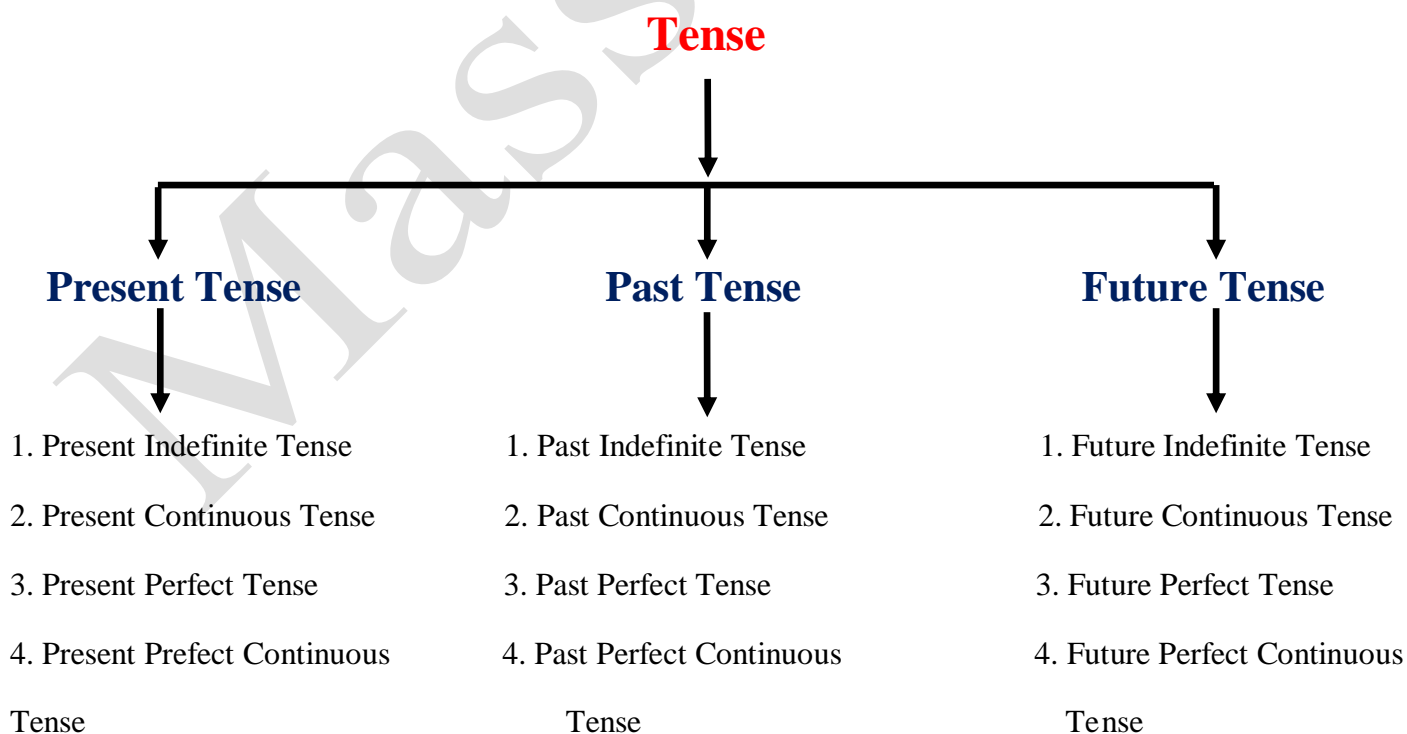 Tense
Present Tense Past Tense Future Tense
1. Present Indefinite Tense 1. Past Indefinite Tense 1. Future Indefinite Tense
2. Present Continuous Tense 2. Past Continuous Tense 2. Future Continuous Tense
3. Present Perfect Tense 3. Past Perfect Tense 3. Future Perfect Tense
4. Present Prefect Continuous 4. Past Perfect Continuous 4. Future Perfect Continuous
Tense Tense Tense